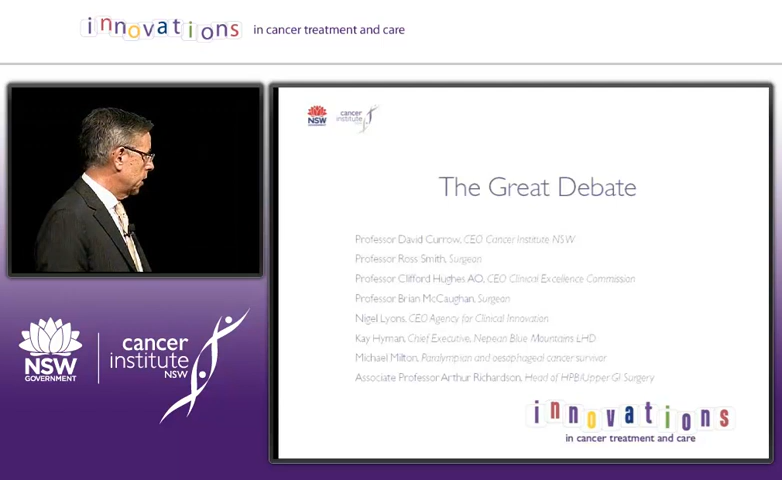 innovations in cancer treatment and care
NSW
cancer
institute
The Great Debate
Professor David Currow, CEO Cancer Institute NSW
Professor Ross Smith, Surgeon
Professor Clifford Hughes AO, CEO Clinical Excellence Commission
Professor Brian McCaughan, Surgeon
Nigel Lyons, CEO Agency for Clinical Innovation
Kay Hyman, Chief Executive, Nepean Blue Mountains LHD
Michael Milton, Paralympian and oesophageal cancer survivor
Associate Professor Arthur Richardson, Head of HPB/Upper GI Surgery
innovations
in cancer treatment and care
NSW
GOVERNMENT
cancer
institute
NSW